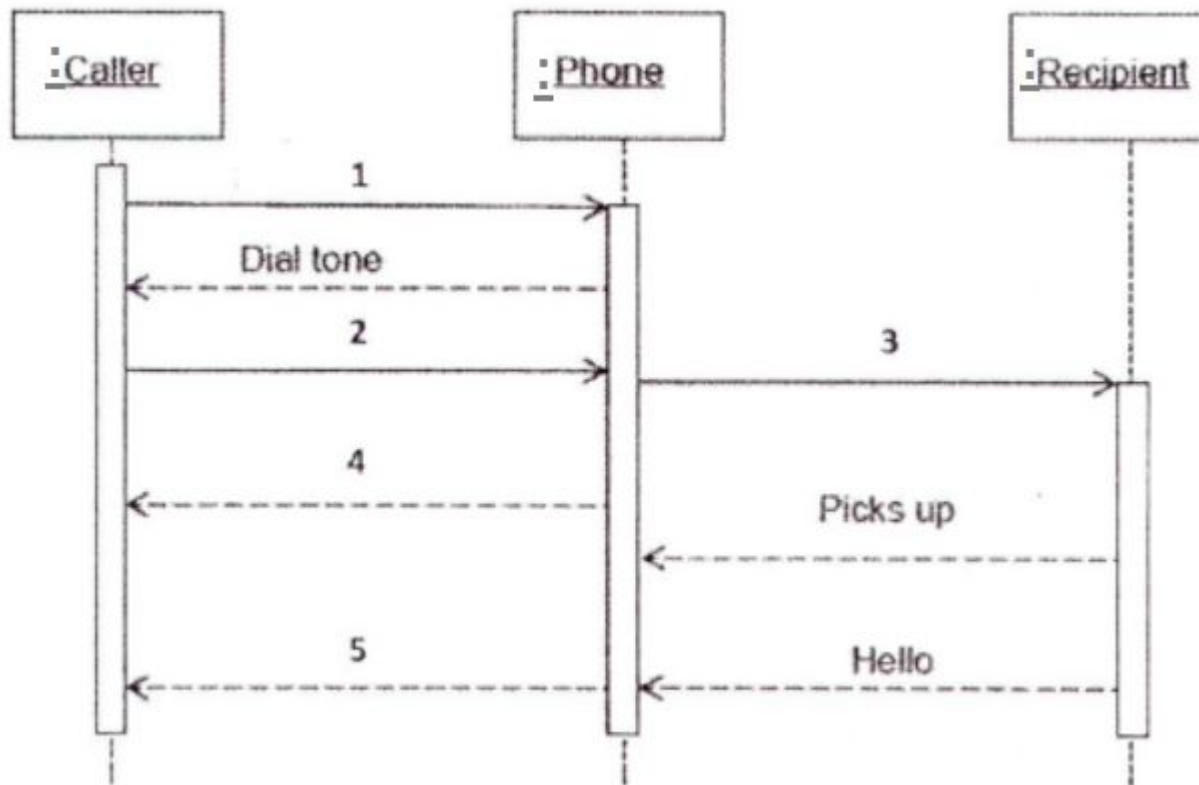 :Caller
:Phone
:Recipient
1
Dial tone
2
3
4
Picks up
5
Hello